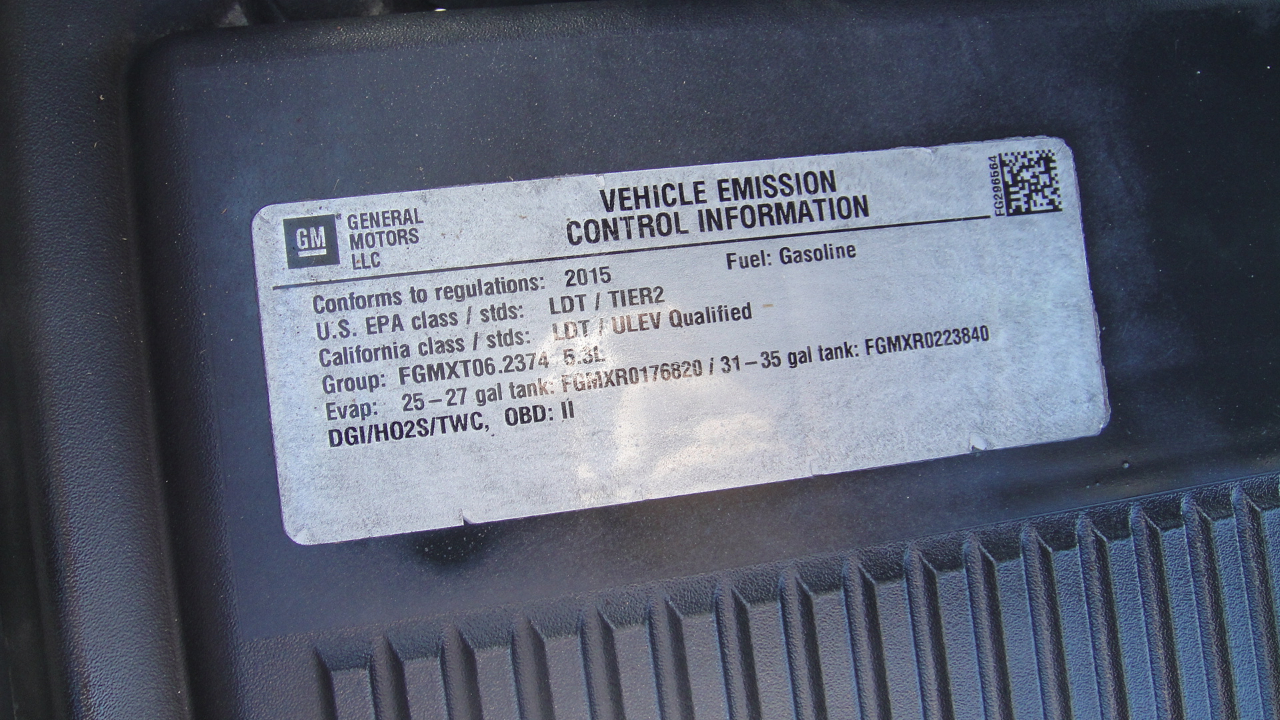 GM
GENERAL
MOTORS
LLC
VEHICLE EMISSION
CONTROL INFORMATION
FG296564
Conforms to regulations: 2015 Fuel: Gasoline
U.S. EPA class / stds: LDT / TIER2
California class / stds: LDT / ULEV Qualified
Group: FGMXT06.2374 5.3L
Evap: 25-27 gal tank: FGMXR0176820 / 31-35 gal tank: FGMXR0223840
DGI/HO2S/TWC, OBD: II